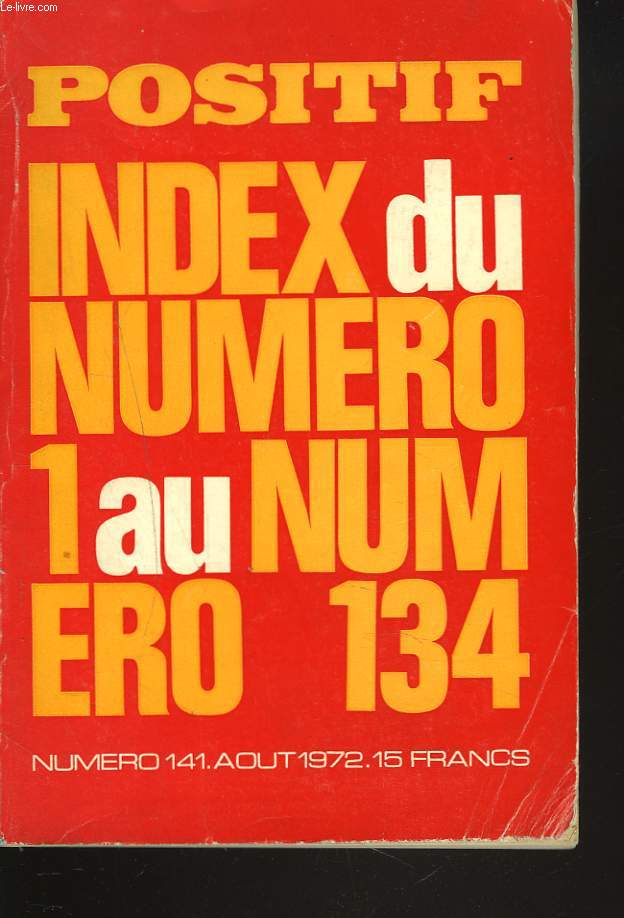 Le-livre.com
POSITIF
INDEX du
NUMERO
1 au NUM
ERO 134
NUMERO 141.AOUT 1972.15 FRANCS